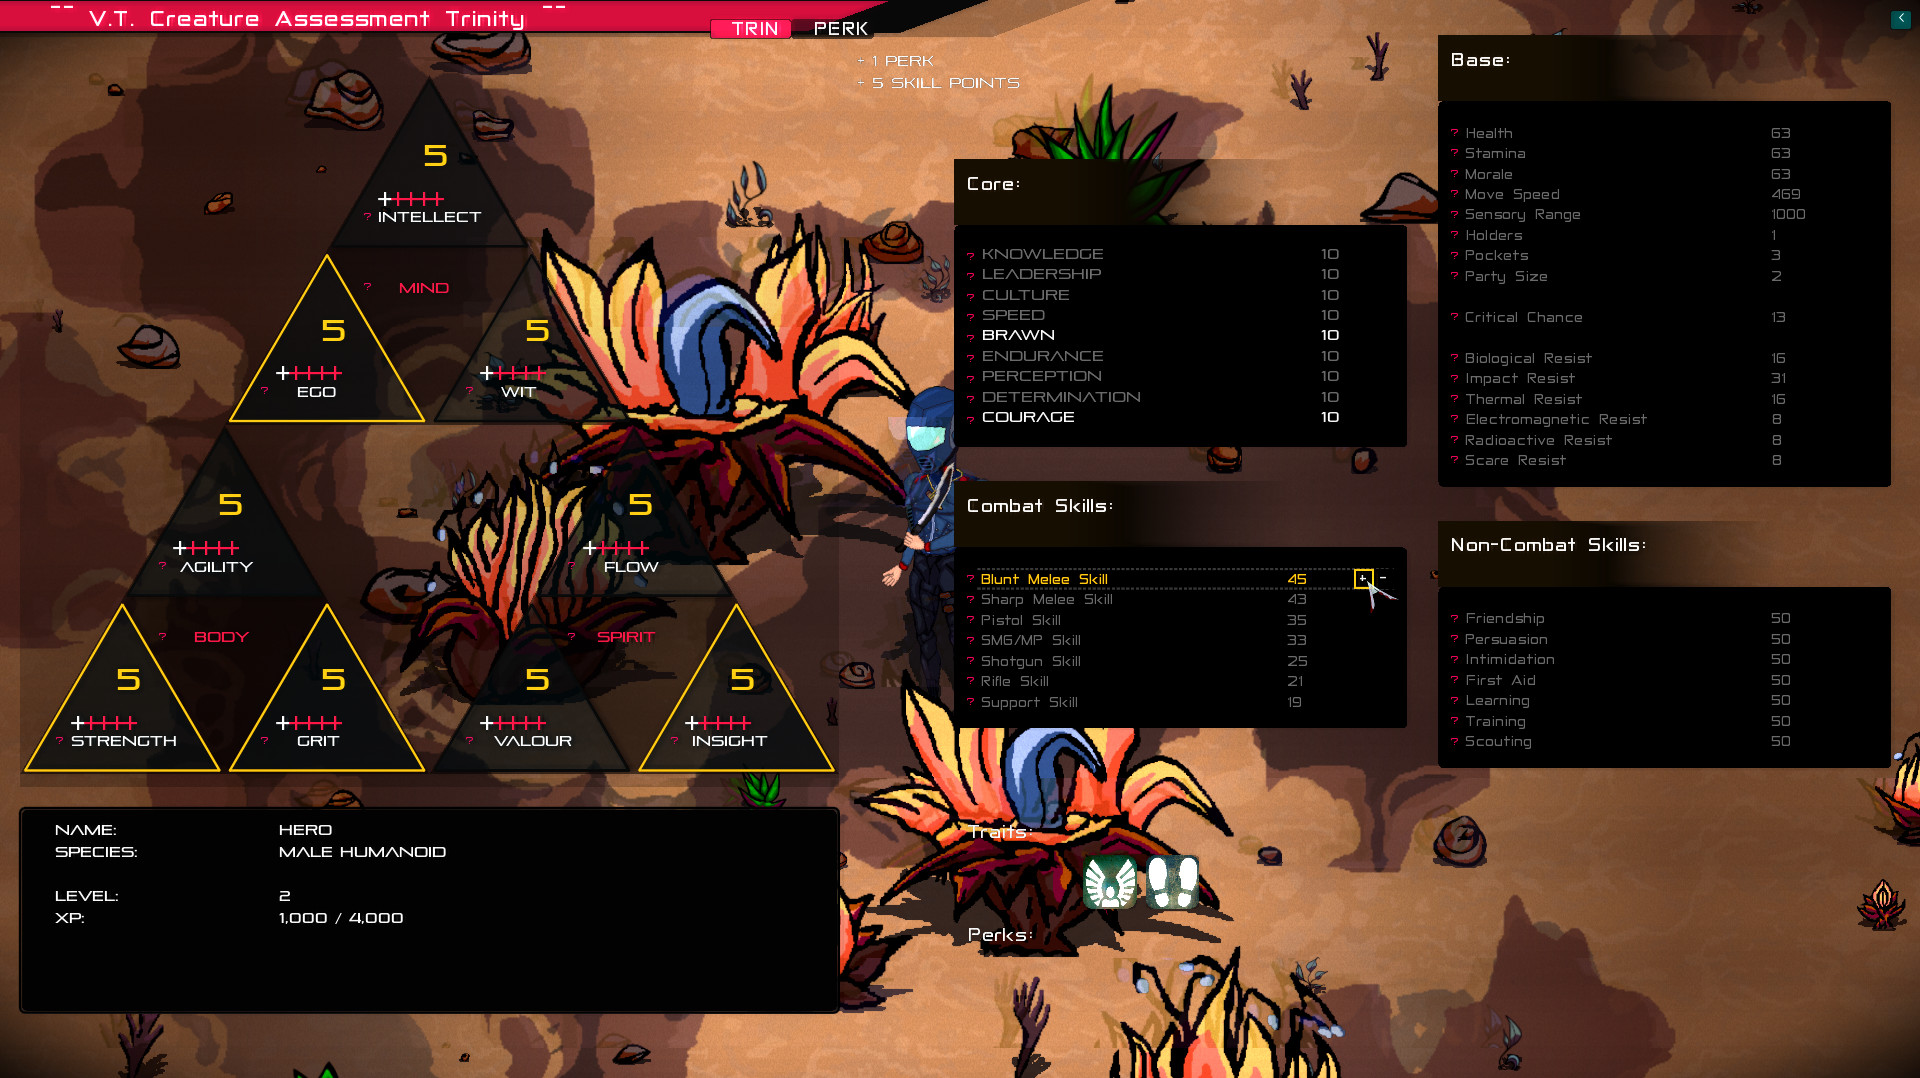 V.T. Creature Assessment Trinity
TRIN PERK
+ 1 PERK
+ 5 SKILL POINTS
5
? INTELLECT
? MIND
5
? EGO
5
? WIT
5
? AGILITY
5
? FLOW
? BODY
? SPIRIT
5
? STRENGTH
5
? GRIT
5
? VALOUR
5
? INSIGHT
NAME: HERO
SPECIES: MALE HUMANOID
LEVEL: 2
XP: 1,000 / 4,000
Core:
? KNOWLEDGE 10
? LEADERSHIP 10
? CULTURE 10
? SPEED 10
? BRAWN 10
? ENDURANCE 10
? PERCEPTION 10
? DETERMINATION 10
? COURAGE 10
Combat Skills:
? Blunt Melee Skill 45 + -
? Sharp Melee Skill 43
? Pistol Skill 35
? SMG/MP Skill 33
? Shotgun Skill 25
? Rifle Skill 21
? Support Skill 19
Traits:
Perks:
Base:
? Health 63
? Stamina 63
? Morale 63
? Move Speed 469
? Sensory Range 1000
? Holders 1
? Pockets 3
? Party Size 2
? Critical Chance 13
? Biological Resist 16
? Impact Resist 31
? Thermal Resist 16
? Electromagnetic Resist 8
? Radioactive Resist 8
? Scare Resist 8
Non-Combat Skills:
? Friendship 50
? Persuasion 50
? Intimidation 50
? First Aid 50
? Learning 50
? Training 50
? Scouting 50